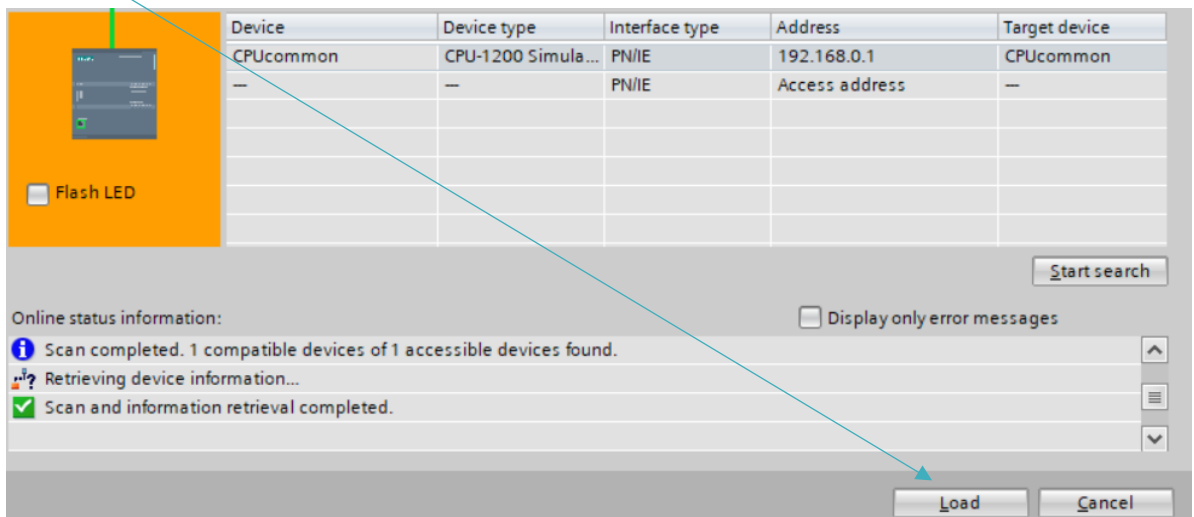 Device Device type Interface type Address Target device
CPUcommon CPU-1200 Simula... PN/IE 192.168.0.1 CPUcommon
— — PN/IE Access address —
Flash LED
Start search
Online status information: Display only error messages
Scan completed. 1 compatible devices of 1 accessible devices found.
Retrieving device information...
Scan and information retrieval completed.
Load Cancel